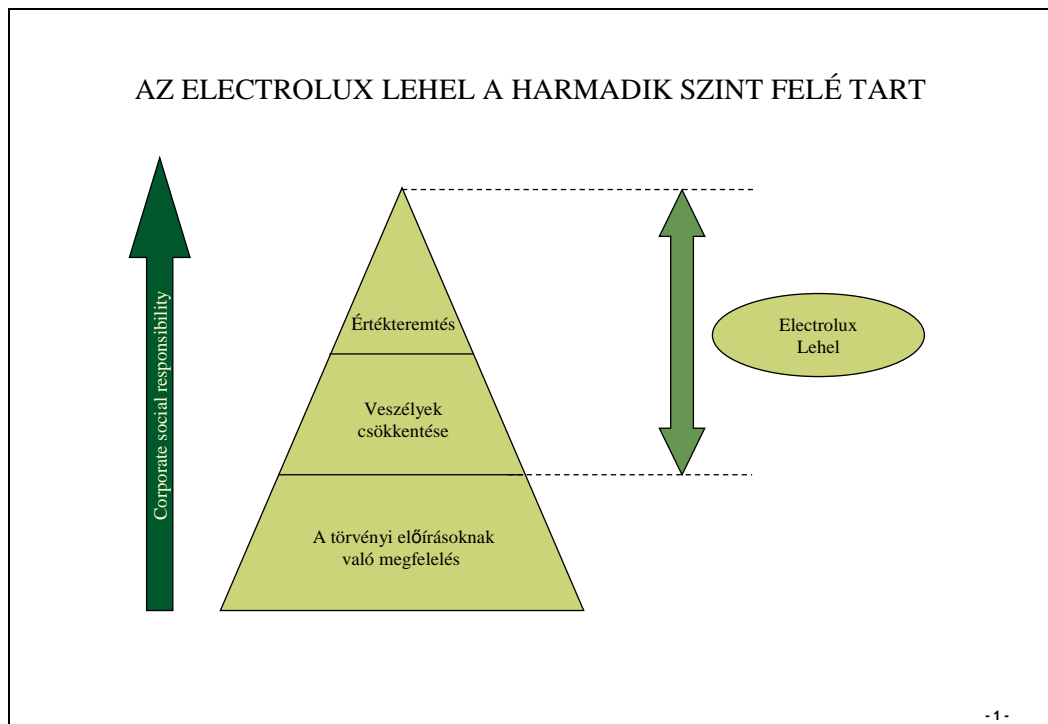 AZ ELECTROLUX LEHEL A HARMADIK SZINT FELÉ TART
Corporate social responsibility
Értékteremtés
Veszélyek
csökkentése
A törvényi előírásoknak
való megfelelés
Electrolux
Lehel
-1-